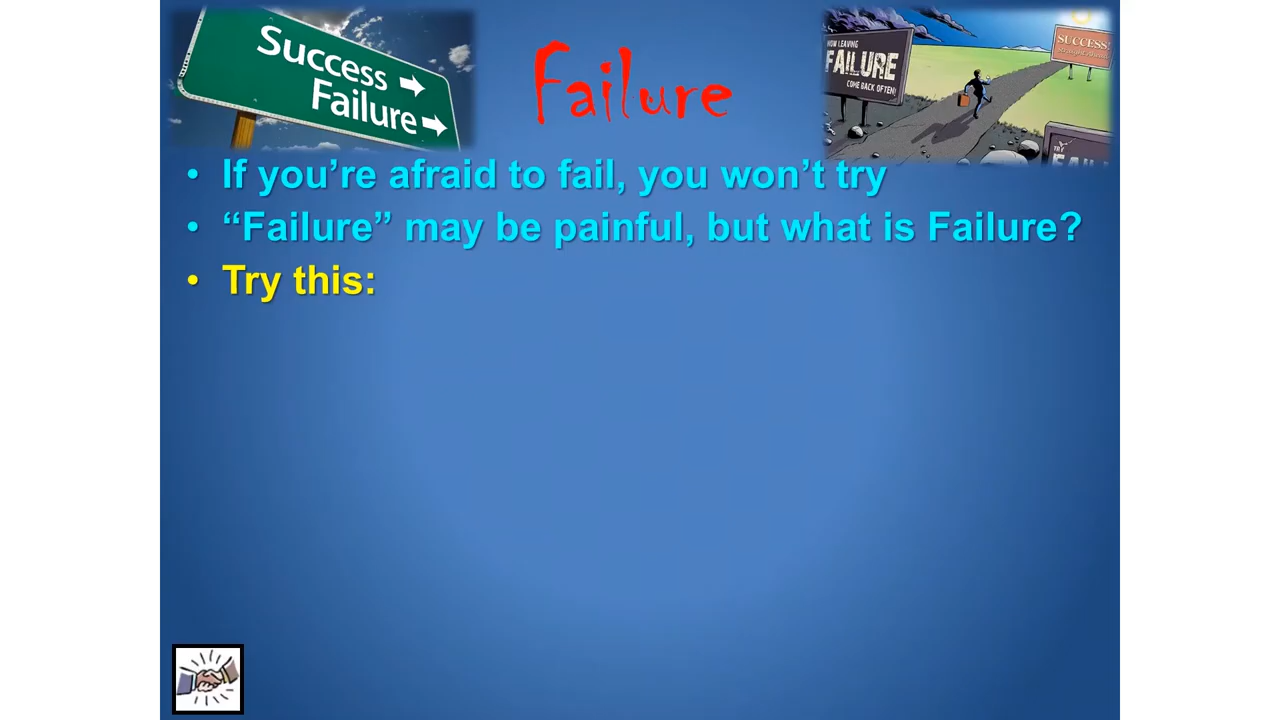 Success
Failure
Failure
NOW LEAVING
FAILURE
COME BACK OFTEN!
SUCCESS!
• If you’re afraid to fail, you won’t try
• “Failure” may be painful, but what is Failure?
• Try this:
TRY